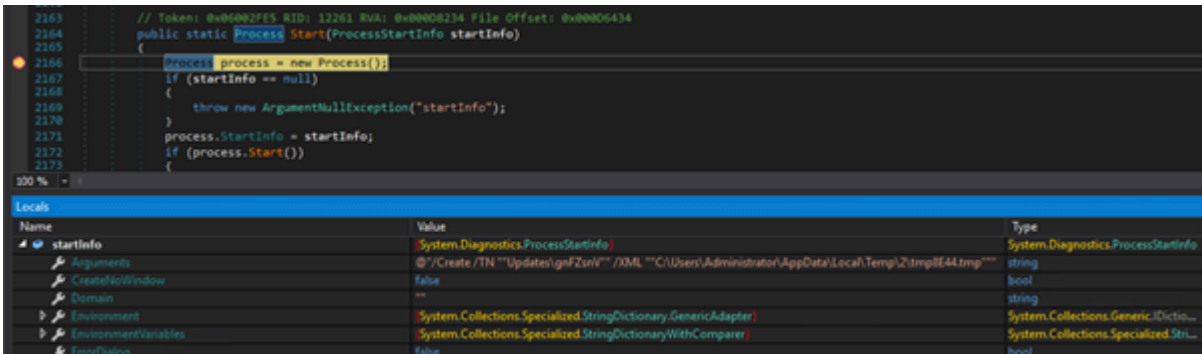 2163 // Token: 0x06002FE5 RID: 12261 RVA: 0x000D8234 File Offset: 0x000D6434
2164 public static Process Start(ProcessStartInfo startInfo)
2165 {
2166 Process process = new Process();
2167 if (startInfo == null)
2168 {
2169 throw new ArgumentNullException("startInfo");
2170 }
2171 process.StartInfo = startInfo;
2172 if (process.Start())
2173 {
100 %
Locals
Name Value Type
startInfo {System.Diagnostics.ProcessStartInfo} System.Diagnostics.ProcessStartInfo
Arguments @"/Create /TN ""Updates\gnFZsnV"" /XML ""C:\Users\Administrator\AppData\Local\Temp\2\tmp8E44.tmp""" string
CreateNoWindow false bool
Domain "" string
Environment {System.Collections.Specialized.StringDictionary.GenericAdapter} System.Collections.Generic.IDictio...
EnvironmentVariables {System.Collections.Specialized.StringDictionaryWithComparer} System.Collections.Specialized.Stri...
ErrorDialog false bool